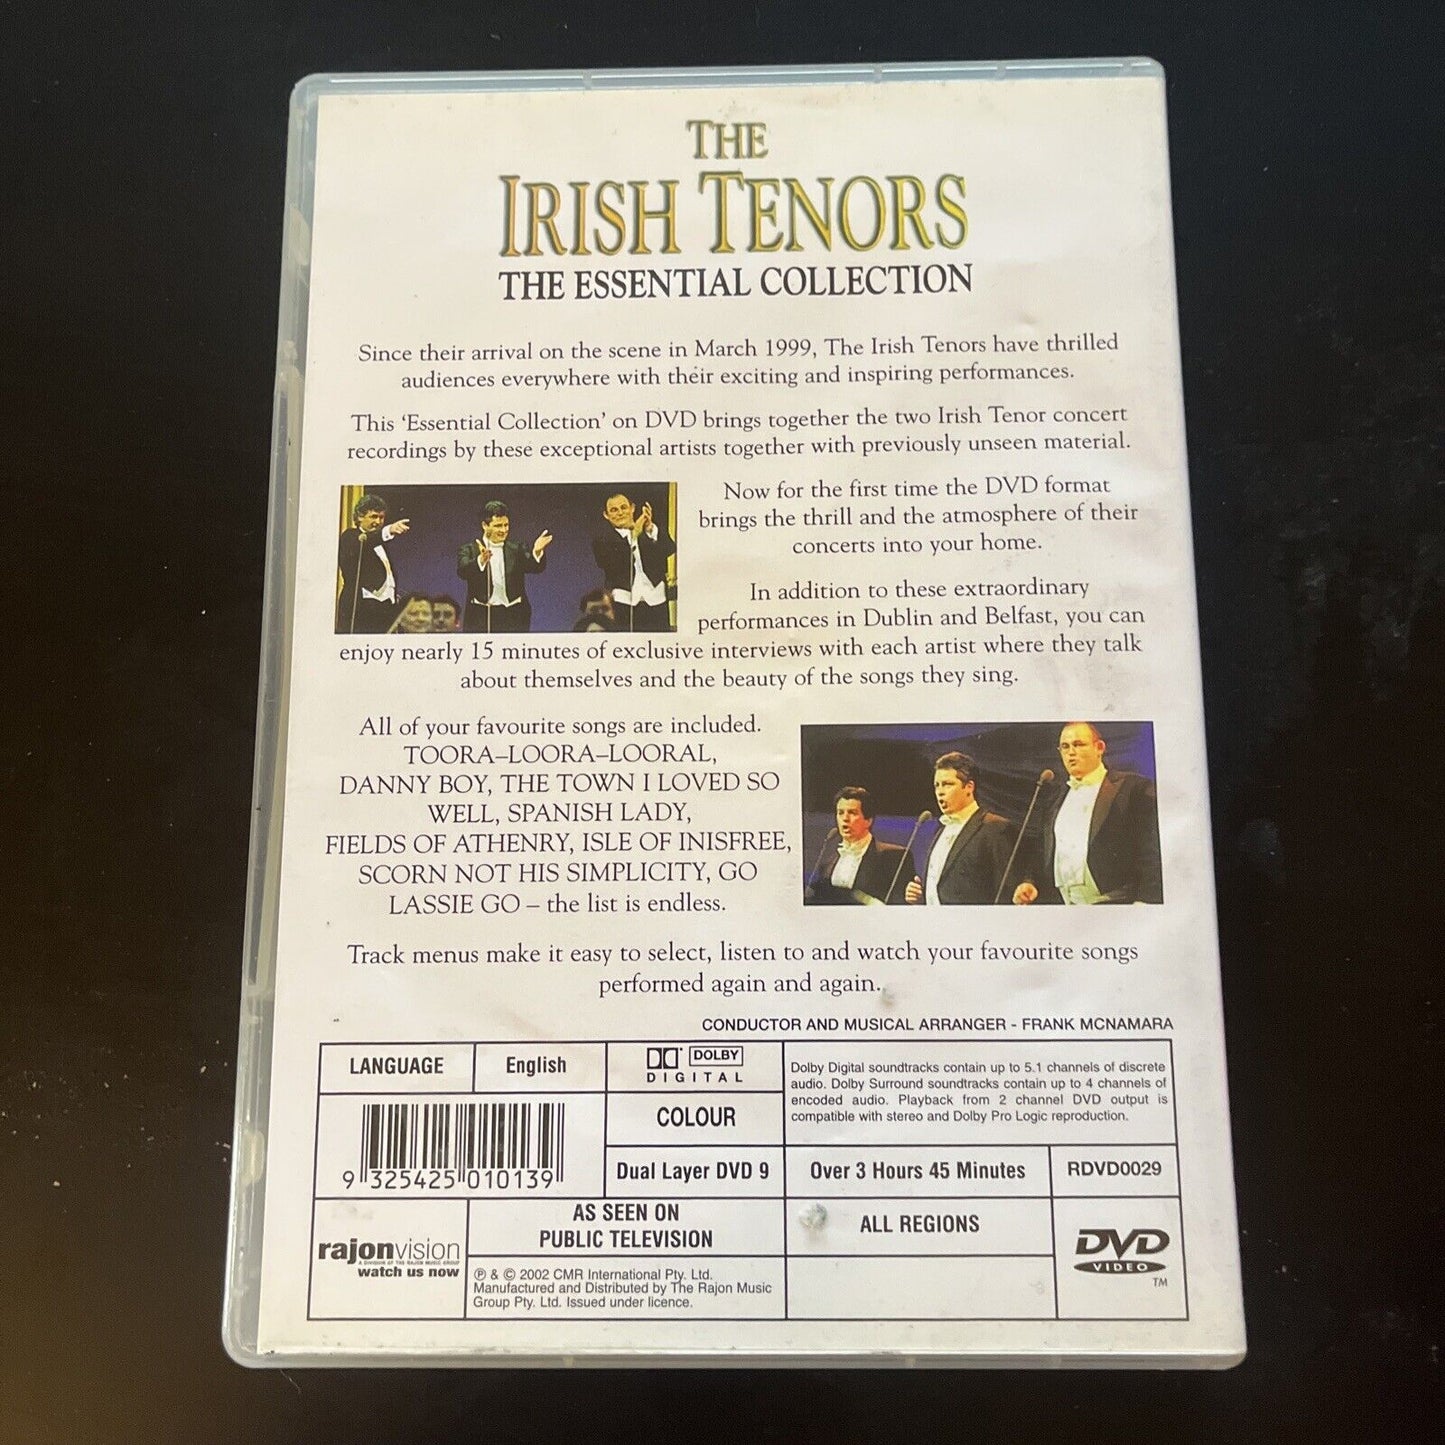 THE
IRISH TENORS
THE ESSENTIAL COLLECTION
Since their arrival on the scene in March 1999, The Irish Tenors have thrilled
audiences everywhere with their exciting and inspiring performances.
This ‘Essential Collection’ on DVD brings together the two Irish Tenor concert
recordings by these exceptional artists together with previously unseen material.
Now for the first time the DVD format
brings the thrill and the atmosphere of their
concerts into your home.
In addition to these extraordinary
performances in Dublin and Belfast, you can
enjoy nearly 15 minutes of exclusive interviews with each artist where they talk
about themselves and the beauty of the songs they sing.
All of your favourite songs are included.
TOORA–LOORA–LOORAL,
DANNY BOY, THE TOWN I LOVED SO
WELL, SPANISH LADY,
FIELDS OF ATHENRY, ISLE OF INISFREE,
SCORN NOT HIS SIMPLICITY, GO
LASSIE GO – the list is endless.
Track menus make it easy to select, listen to and watch your favourite songs
performed again and again.
CONDUCTOR AND MUSICAL ARRANGER - FRANK MCNAMARA
LANGUAGE
English
DOLBY
DIGITAL
Dolby Digital soundtracks contain up to 5.1 channels of discrete
audio. Dolby Surround soundtracks contain up to 4 channels of
encoded audio. Playback from 2 channel DVD output is
compatible with stereo and Dolby Pro Logic reproduction.
COLOUR
9 325425 010139
Dual Layer DVD 9
Over 3 Hours 45 Minutes
RDVD0029
rajonvision
A DIVISION OF THE RAJON MUSIC GROUP
watch us now
AS SEEN ON
PUBLIC TELEVISION
ALL REGIONS
℗ & © 2002 CMR International Pty. Ltd.
Manufactured and Distributed by The Rajon Music
Group Pty. Ltd. Issued under licence.
DVD
VIDEO
TM